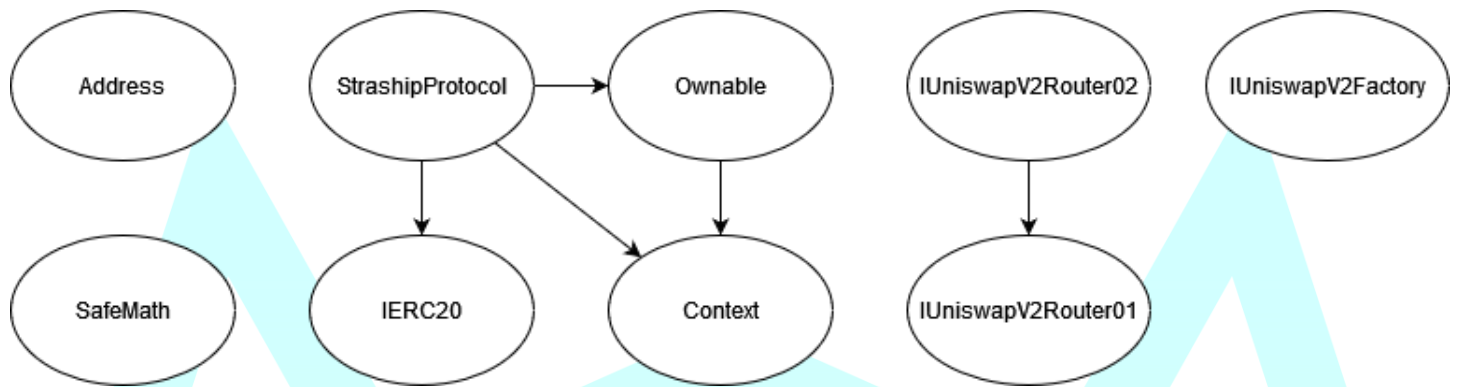 Address
StrashipProtocol
Ownable
IUniswapV2Router02
IUniswapV2Factory
SafeMath
IERC20
Context
IUniswapV2Router01